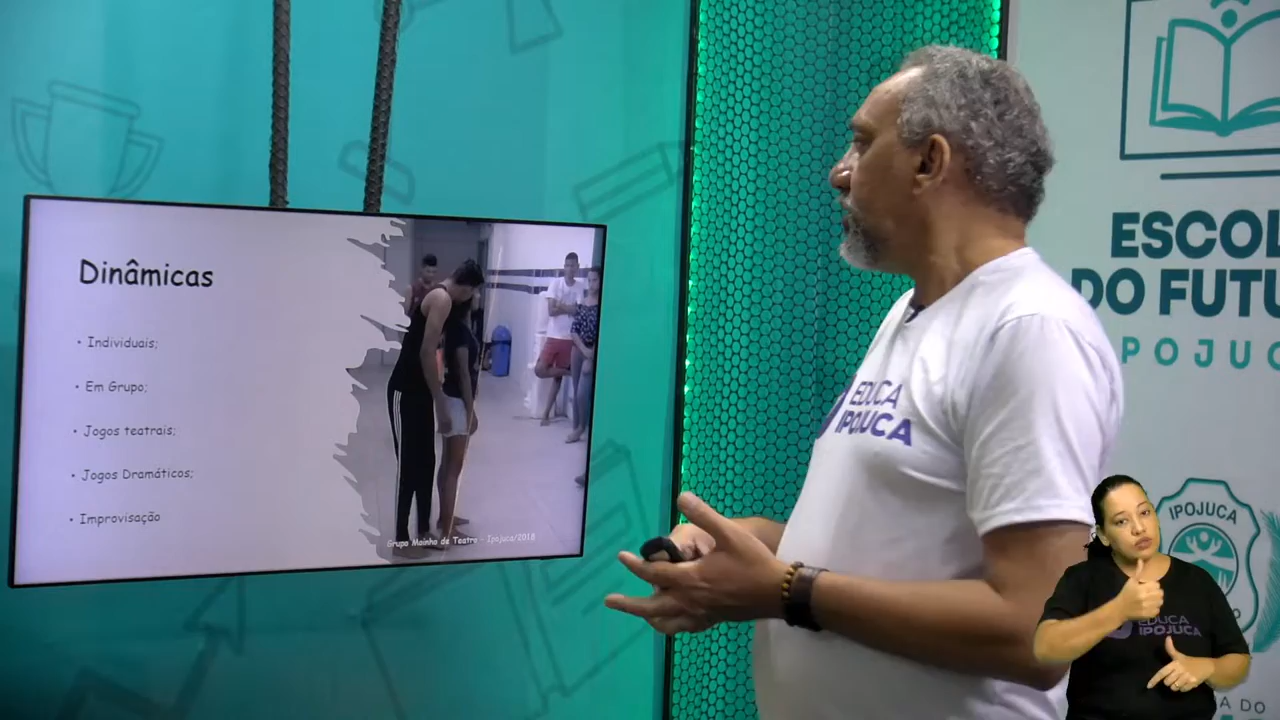 Dinâmicas
• Individuais;
• Em Grupo;
• Jogos teatrais;
• Jogos Dramáticos;
• Improvisação
Grupo Moinho de Teatro - Ipojuca/2018
EDUCA
IPOJUCA
ESCOL
DO FUTU
POJUC
IPOJUCA
EDUCA
IPOJUCA